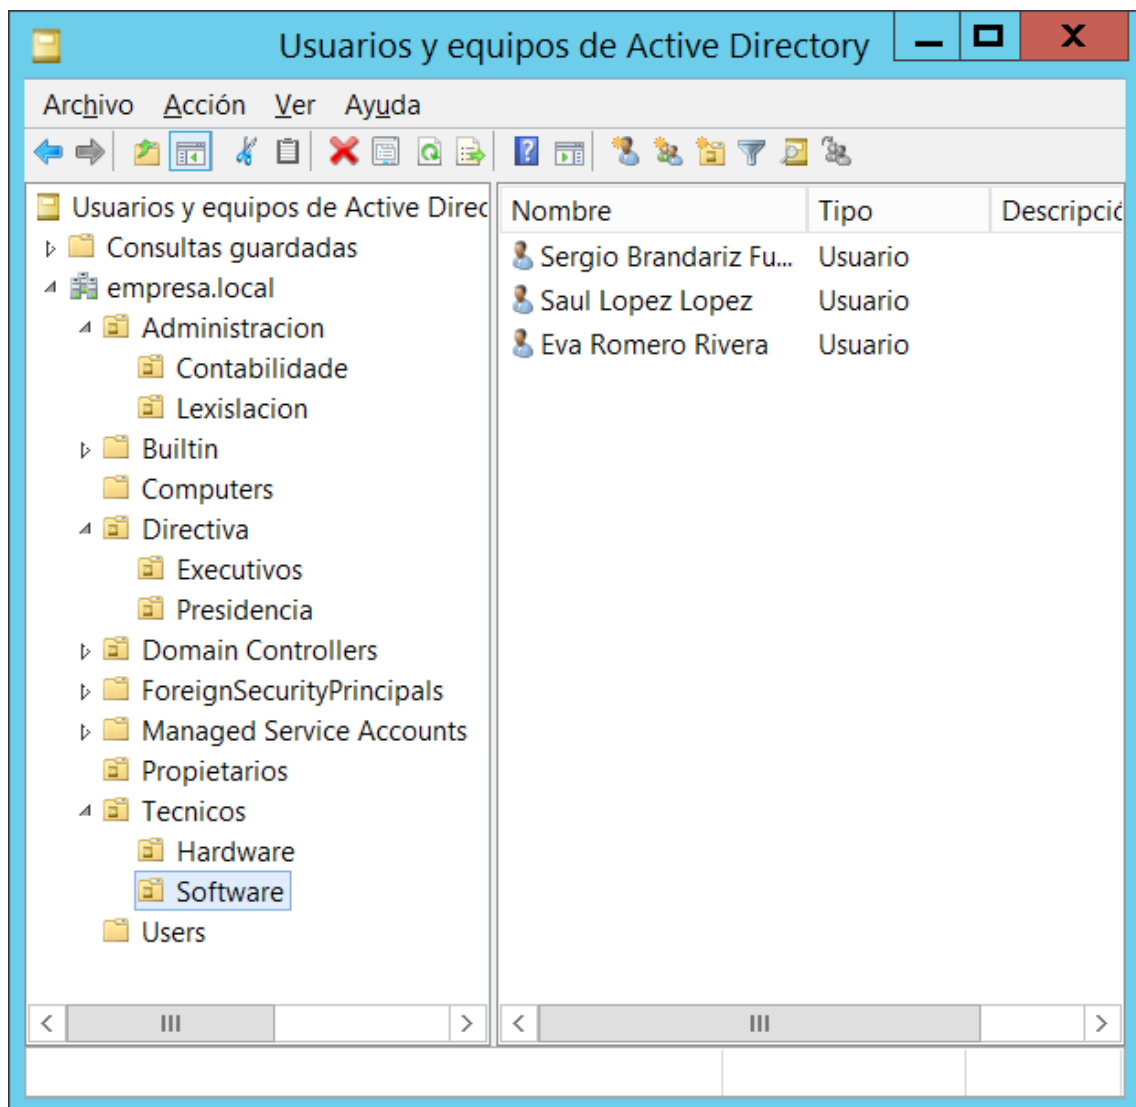 Usuarios y equipos de Active Directory
Archivo Acción Ver Ayuda
Usuarios y equipos de Active Direc
Consultas guardadas
empresa.local
Administracion
Contabilidade
Lexislacion
Builtin
Computers
Directiva
Executivos
Presidencia
Domain Controllers
ForeignSecurityPrincipals
Managed Service Accounts
Propietarios
Tecnicos
Hardware
Software
Users
Nombre Tipo Descripció
Sergio Brandariz Fu... Usuario
Saul Lopez Lopez Usuario
Eva Romero Rivera Usuario